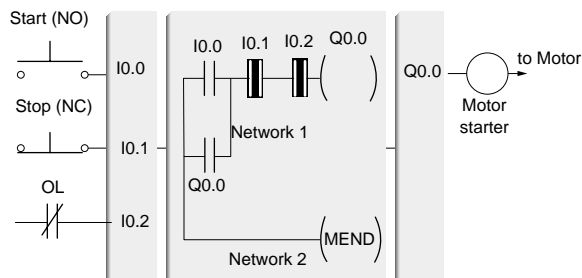 Start (NO)
I0.0
Stop (NC)
I0.1
OL
I0.2
I0.0
I0.1
I0.2
Q0.0
Network 1
Q0.0
MEND
Network 2
Q0.0
to Motor
Motor
starter